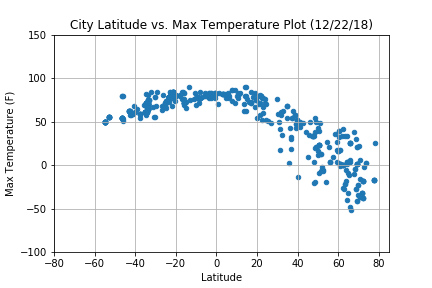 City Latitude vs. Max Temperature Plot (12/22/18)
150
100
50
0
−50
−100
Max Temperature (F)
−80 −60 −40 −20 0 20 40 60 80
Latitude